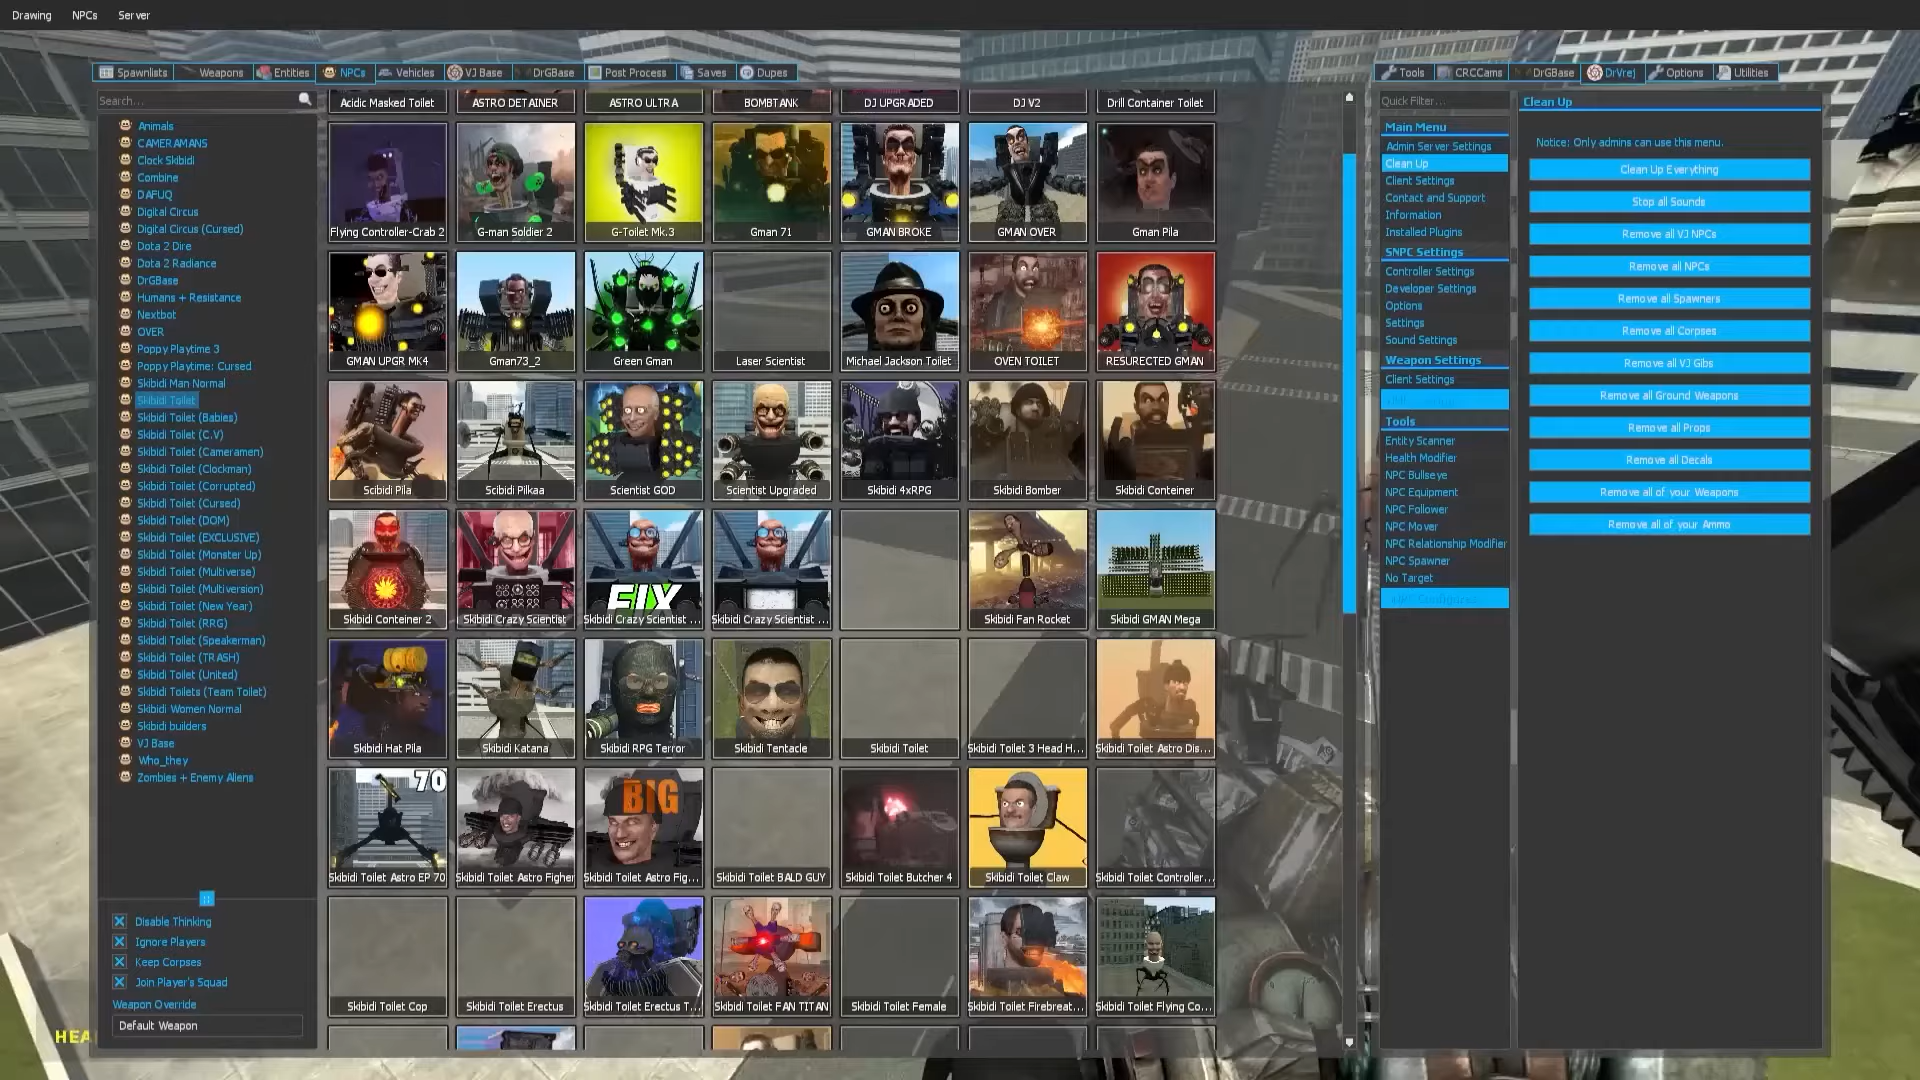 Drawing NPCs Server
Spawnlists Weapons Entities NPCs Vehicles VJ Base DrGBase Post Process Saves Dupes
Search...
Animals
CAMERAMANS
Clock Skibidi
Combine
DAFUQ
Digital Circus
Digital Circus (Cursed)
Dota 2 Dire
Dota 2 Radiance
DrGBase
Humans + Resistance
Nextbot
OVER
Poppy Playtime 3
Poppy Playtime: Cursed
Skibidi Man Normal
Skibidi Toilet
Skibidi Toilet (Babies)
Skibidi Toilet (C.V)
Skibidi Toilet (Cameramen)
Skibidi Toilet (Clockman)
Skibidi Toilet (Corrupted)
Skibidi Toilet (Cursed)
Skibidi Toilet (DOM)
Skibidi Toilet (EXCLUSIVE)
Skibidi Toilet (Monster Up)
Skibidi Toilet (Multiverse)
Skibidi Toilet (Multiversion)
Skibidi Toilet (New Year)
Skibidi Toilet (RRG)
Skibidi Toilet (Speakerman)
Skibidi Toilet (TRASH)
Skibidi Toilet (United)
Skibidi Toilets (Team Toilet)
Skibidi Women Normal
Skibidi builders
VJ Base
Who_they
Zombies + Enemy Aliens
Disable Thinking
Ignore Players
Keep Corpses
Join Player's Squad
Weapon Override
Default Weapon
HEA
Acidic Masked Toilet ASTRO DETAINER ASTRO ULTRA BOMBTANK DJ UPGRADED DJ V2 Drill Container Toilet
Flying Controller-Crab 2 G-man Soldier 2 G-Toilet Mk.3 Gman 71 GMAN BROKE GMAN OVER Gman Pila
GMAN UPGR MK4 Gman73_2 Green Gman Laser Scientist Michael Jackson Toilet OVEN TOILET RESURECTED GMAN
Scibidi Pila Scibidi Pilkaa Scientist GOD Scientist Upgraded Skibidi 4xRPG Skibidi Bomber Skibidi Conteiner
FIX
Skibidi Conteiner 2 Skibidi Crazy Scientist Skibidi Crazy Scientist ... Skibidi Crazy Scientist ... Skibidi Fan Rocket Skibidi GMAN Mega
Skibidi Hat Pila Skibidi Katana Skibidi RPG Terror Skibidi Tentacle Skibidi Toilet Skibidi Toilet 3 Head H... Skibidi Toilet Astro Dis...
70 BIG
Skibidi Toilet Astro EP 70 Skibidi Toilet Astro Figher Skibidi Toilet Astro Fig... Skibidi Toilet BALD GUY Skibidi Toilet Butcher 4 Skibidi Toilet Claw Skibidi Toilet Controller...
Skibidi Toilet Cop Skibidi Toilet Erectus Skibidi Toilet Erectus T... Skibidi Toilet FAN TITAN Skibidi Toilet Female Skibidi Toilet Firebreat... Skibidi Toilet Flying Co...
Tools CRCCams DrGBase DrVrej Options Utilities
Quick Filter...
Main Menu
Admin Server Settings
Clean Up
Client Settings
Contact and Support
Information
Installed Plugins
SNPC Settings
Controller Settings
Developer Settings
Options
Settings
Sound Settings
Weapon Settings
Client Settings
Tools
Entity Scanner
Health Modifier
NPC Bullseye
NPC Equipment
NPC Follower
NPC Mover
NPC Relationship Modifier
NPC Spawner
No Target
Clean Up
Notice: Only admins can use this menu.
Clean Up Everything
Stop all Sounds
Remove all VJ NPCs
Remove all NPCs
Remove all Spawners
Remove all Corpses
Remove all VJ Gibs
Remove all Ground Weapons
Remove all Props
Remove all Decals
Remove all of your Weapons
Remove all of your Ammo